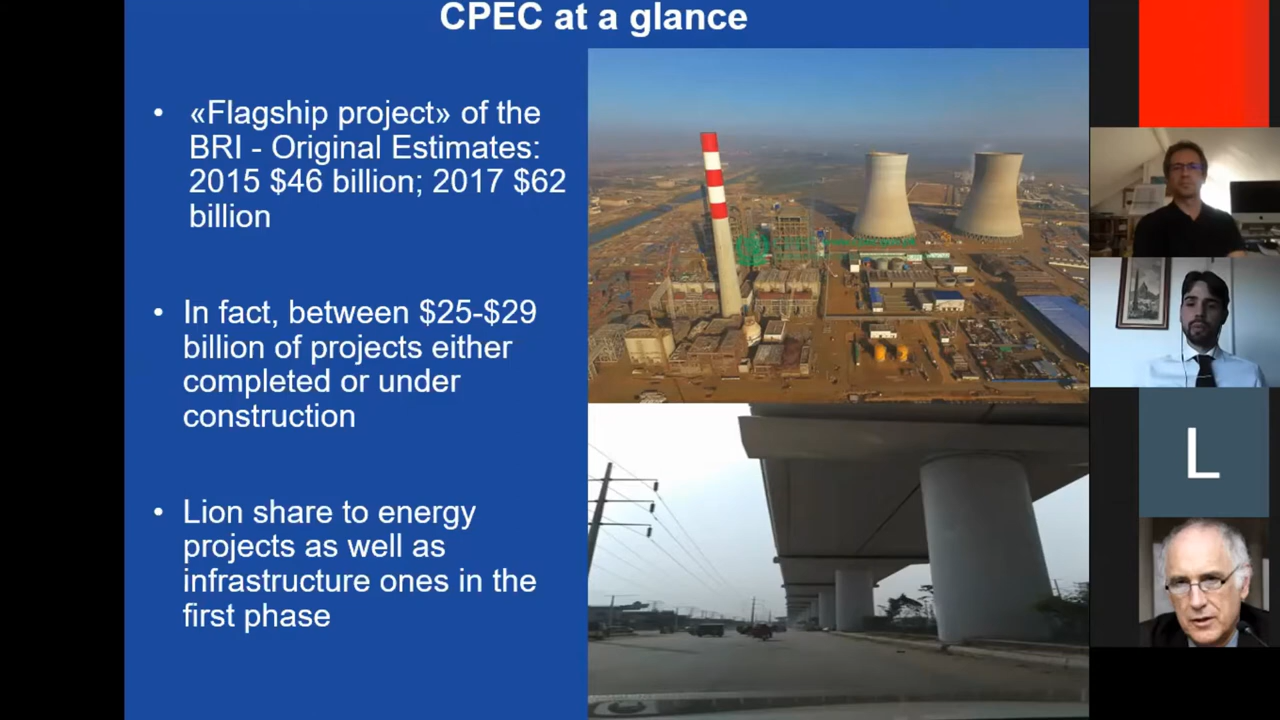 CPEC at a glance
• «Flagship project» of the
BRI - Original Estimates:
2015 $46 billion; 2017 $62
billion
• In fact, between $25-$29
billion of projects either
completed or under
construction
• Lion share to energy
projects as well as
infrastructure ones in the
first phase
L